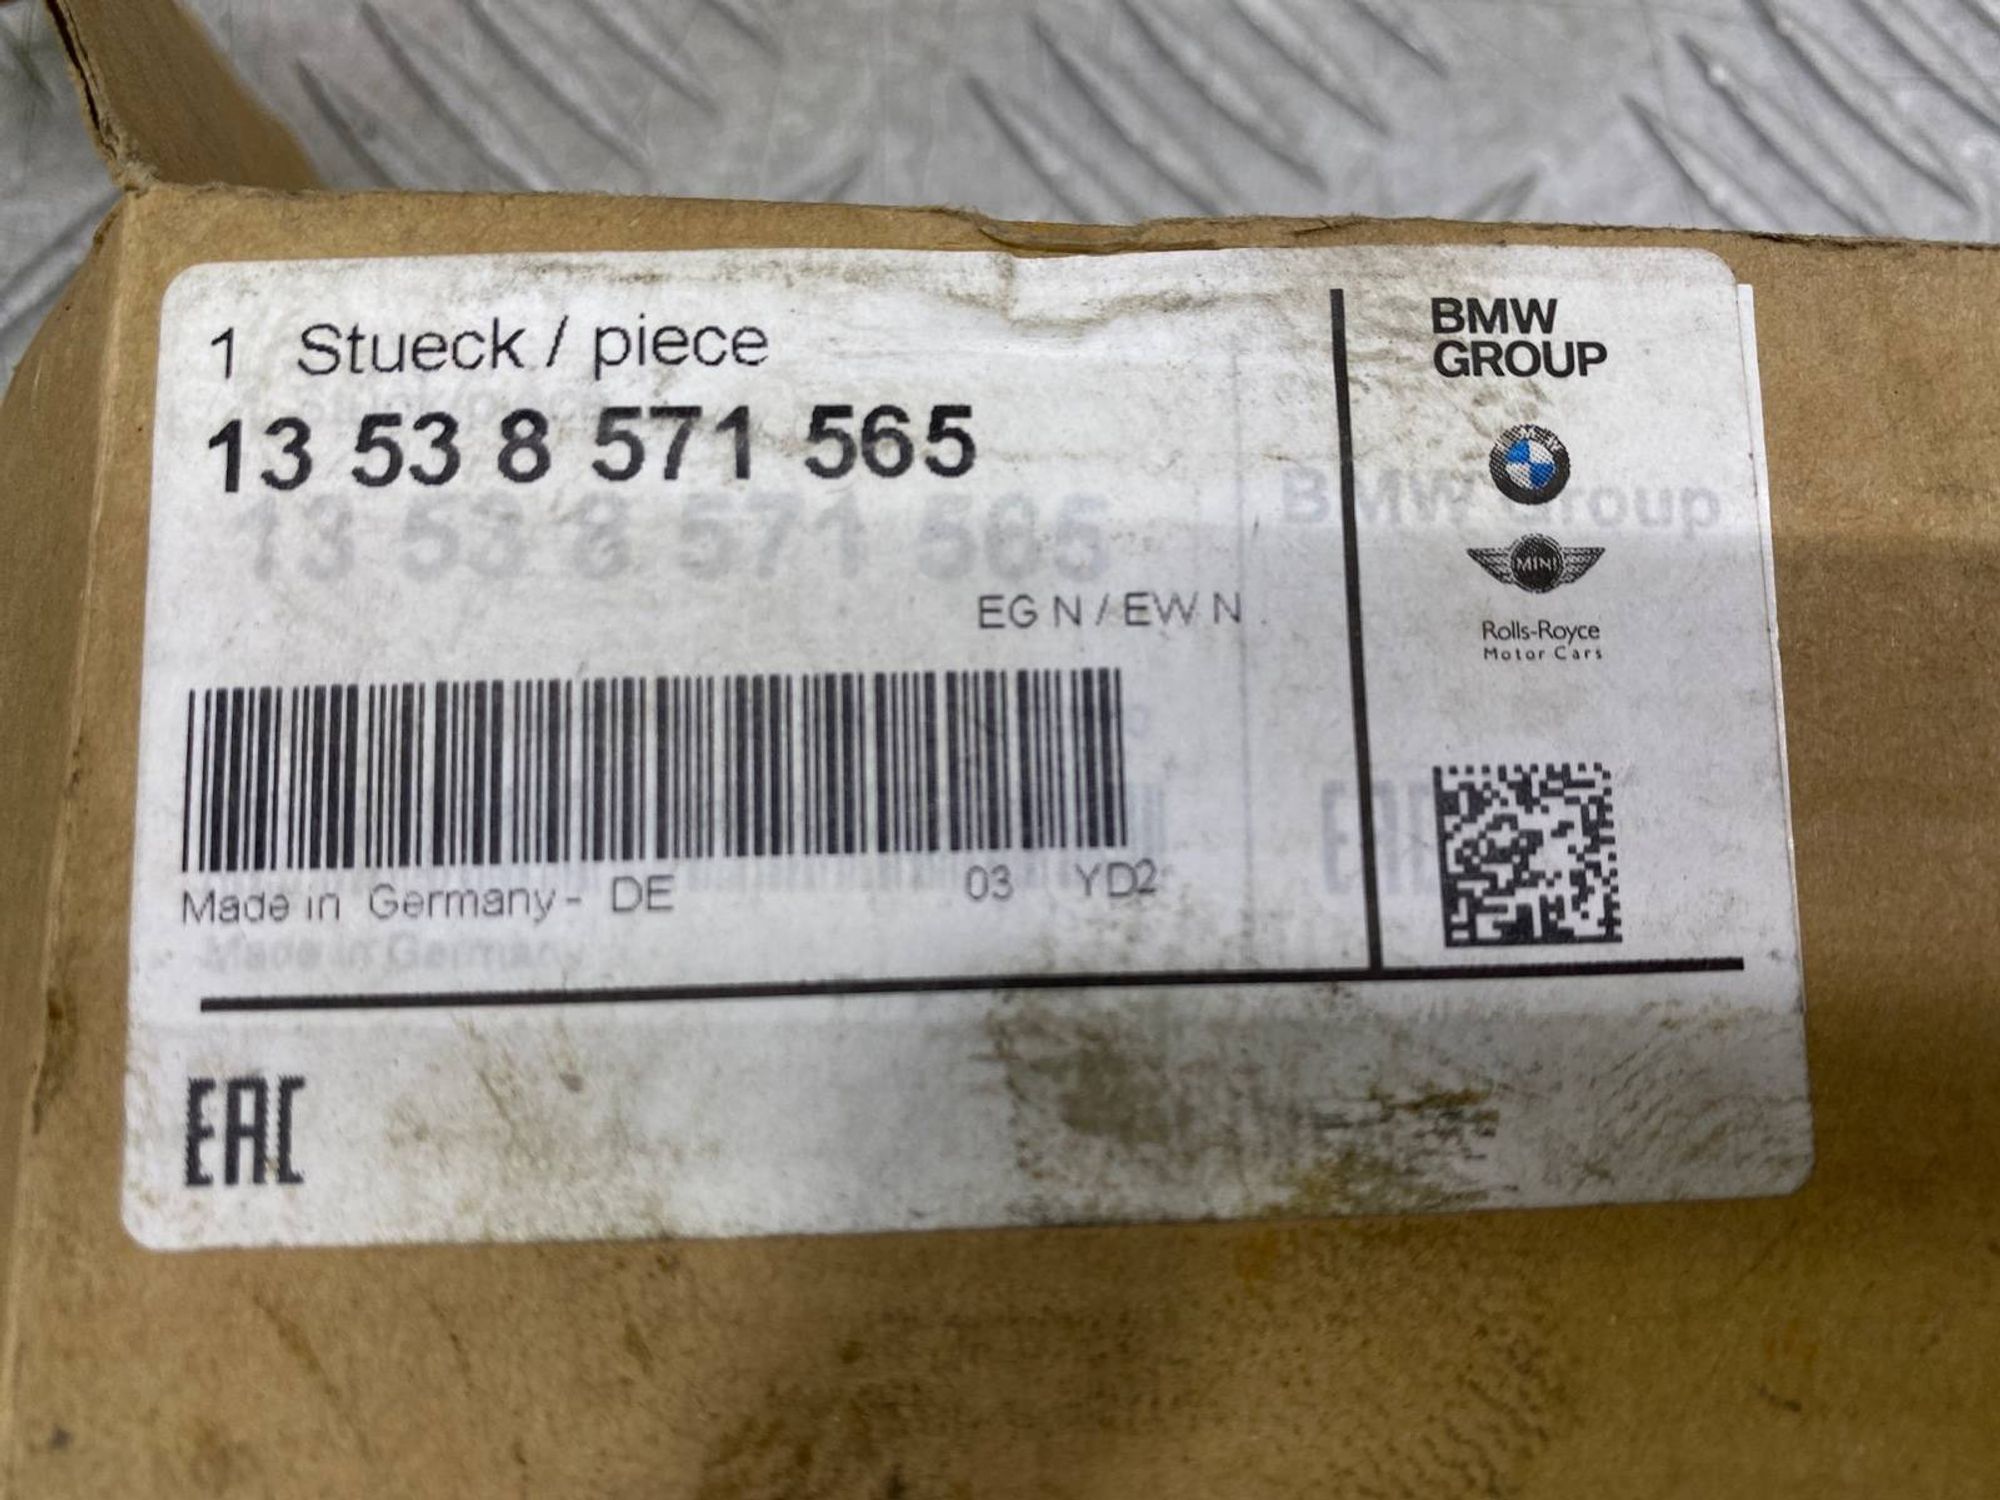 1 Stueck / piece
13 53 8 571 565
13 53 8 571 565
EG N / EW N
Made in Germany - DE 03 YD2
Made in Germany
EAC
BMW
GROUP
BMW Group
MINI
Rolls-Royce
Motor Cars
EAC